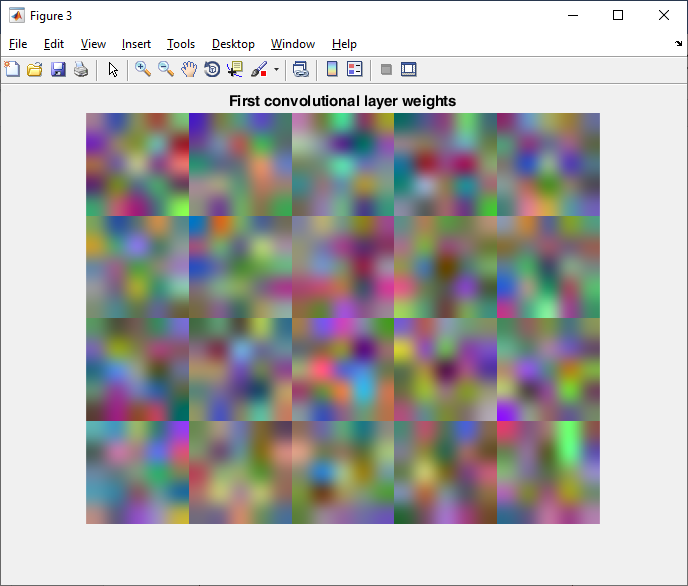 Figure 3
File Edit View Insert Tools Desktop Window Help
First convolutional layer weights